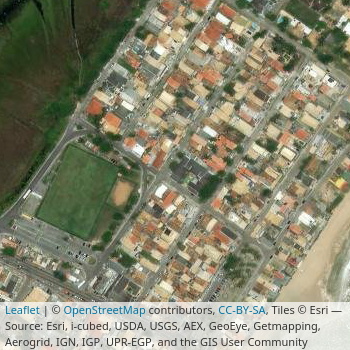 Leaflet | © OpenStreetMap contributors, CC-BY-SA, Tiles © Esri —
Source: Esri, i-cubed, USDA, USGS, AEX, GeoEye, Getmapping,
Aerogrid, IGN, IGP, UPR-EGP, and the GIS User Community